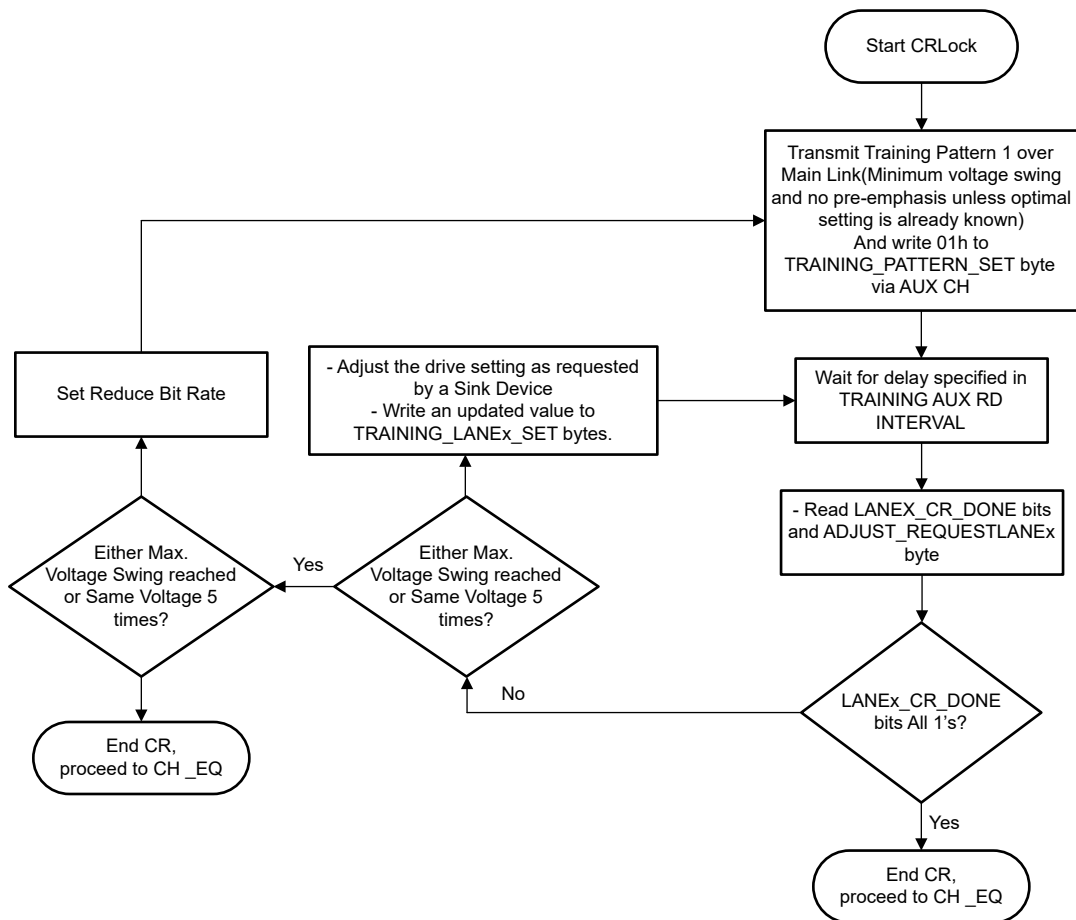 Start CRLock
Transmit Training Pattern 1 over
Main Link(Minimum voltage swing
and no pre-emphasis unless optimal
setting is already known)
And write 01h to
TRAINING_PATTERN_SET byte
via AUX CH
Set Reduce Bit Rate
- Adjust the drive setting as requested
by a Sink Device
- Write an updated value to
TRAINING_LANEx_SET bytes.
Wait for delay specified in
TRAINING AUX RD
INTERVAL
- Read LANEX_CR_DONE bits
and ADJUST_REQUESTLANEx
byte
Either Max.
Voltage Swing reached
or Same Voltage 5
times?
Yes
Either Max.
Voltage Swing reached
or Same Voltage 5
times?
No
LANEx_CR_DONE
bits All 1's?
End CR,
proceed to CH _EQ
Yes
End CR,
proceed to CH _EQ